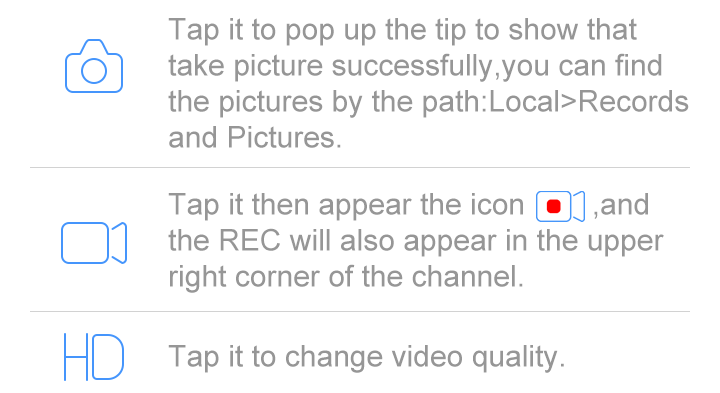 Tap it to pop up the tip to show that
take picture successfully,you can find
the pictures by the path:Local>Records
and Pictures.
Tap it then appear the icon ,and
the REC will also appear in the upper
right corner of the channel.
HD
Tap it to change video quality.